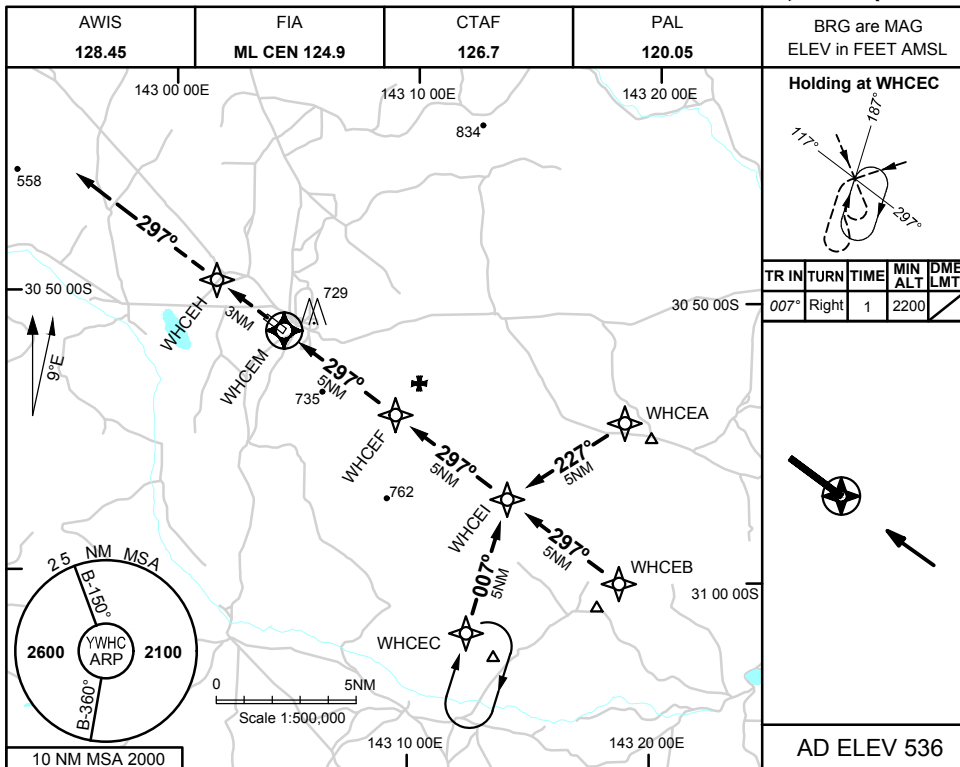 AWIS
128.45
FIA
ML CEN 124.9
CTAF
126.7
PAL
120.05
BRG are MAG
ELEV in FEET AMSL
143 00 00E
143 10 00E
143 20 00E
834
558
297°
30 50 00S
30 50 00S
WHCEH
3NM
729
9°E
WHCEM
297°
5NM
735
WHCEF
WHCEA
297°
5NM
227°
5NM
762
WHCEI
297°
5NM
WHCEB
31 00 00S
007°
5NM
WHCEC
25 NM MSA
B-150°
2600
YWHC
ARP
2100
B-360°
10 NM MSA 2000
0
5NM
Scale 1:500,000
143 10 00E
143 20 00E
Holding at WHCEC
187°
117°
297°
TR IN TURN TIME MIN ALT DME LMT
007° Right 1 2200
AD ELEV 536